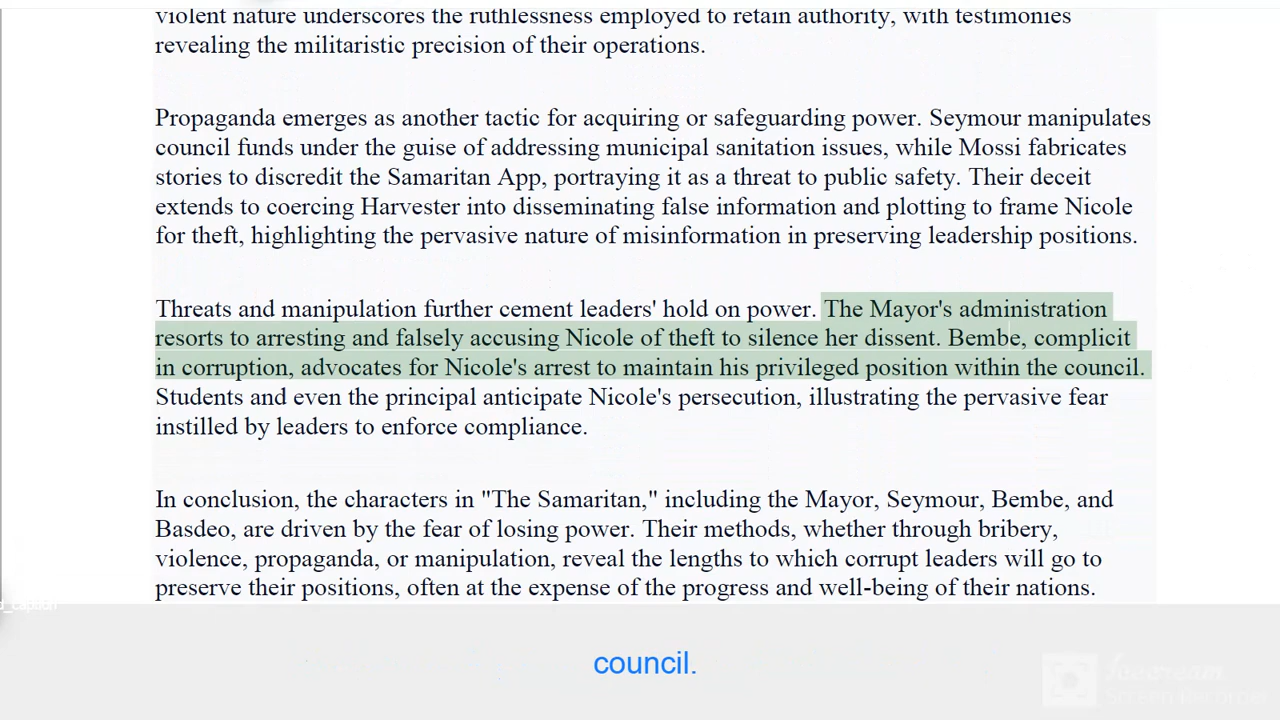 violent nature underscores the ruthlessness employed to retain authority, with testimonies
revealing the militaristic precision of their operations.
Propaganda emerges as another tactic for acquiring or safeguarding power. Seymour manipulates
council funds under the guise of addressing municipal sanitation issues, while Mossi fabricates
stories to discredit the Samaritan App, portraying it as a threat to public safety. Their deceit
extends to coercing Harvester into disseminating false information and plotting to frame Nicole
for theft, highlighting the pervasive nature of misinformation in preserving leadership positions.
Threats and manipulation further cement leaders' hold on power. The Mayor's administration
resorts to arresting and falsely accusing Nicole of theft to silence her dissent. Bembe, complicit
in corruption, advocates for Nicole's arrest to maintain his privileged position within the council.
Students and even the principal anticipate Nicole's persecution, illustrating the pervasive fear
instilled by leaders to enforce compliance.
In conclusion, the characters in "The Samaritan," including the Mayor, Seymour, Bembe, and
Basdeo, are driven by the fear of losing power. Their methods, whether through bribery,
violence, propaganda, or manipulation, reveal the lengths to which corrupt leaders will go to
preserve their positions, often at the expense of the progress and well-being of their nations.
d_caption
council.